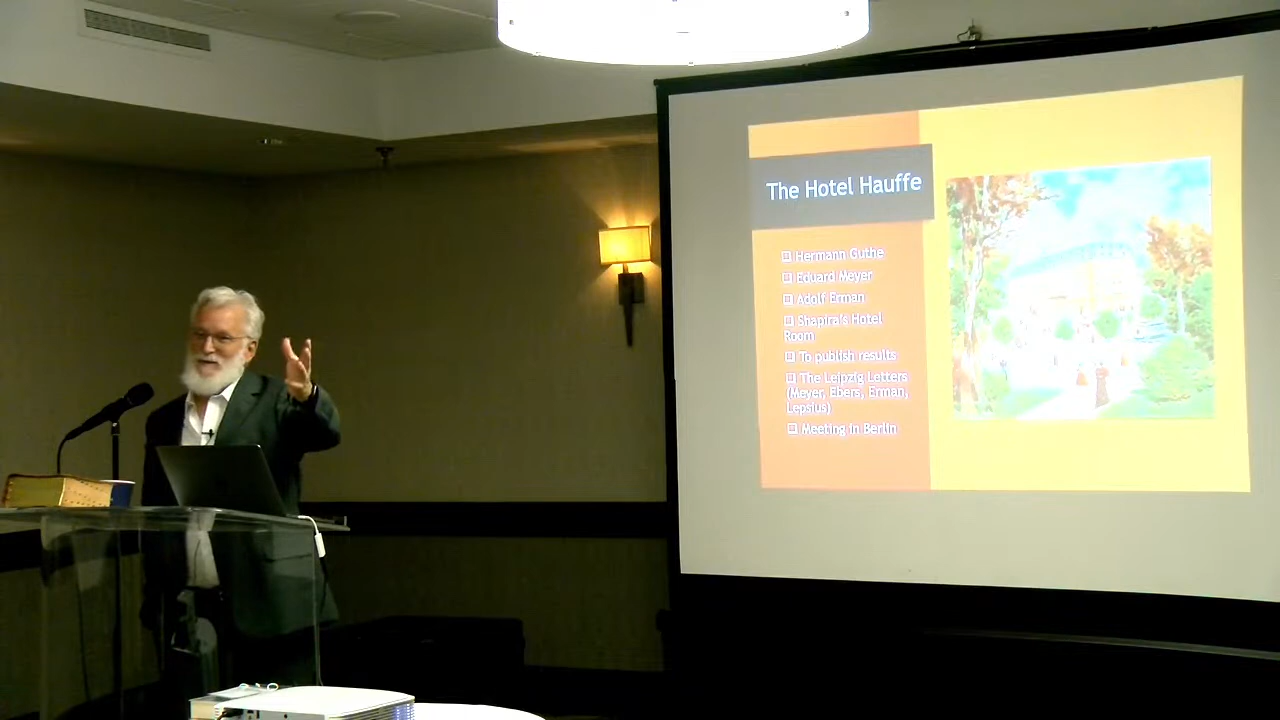 The Hotel Hauffe
Hermann Guthe
Eduard Meyer
Adolf Erman
Shapira's Hotel
Room
To publish results
The Leipzig Letters
(Meyer, Ebers, Erman,
Lepsius)
Meeting in Berlin